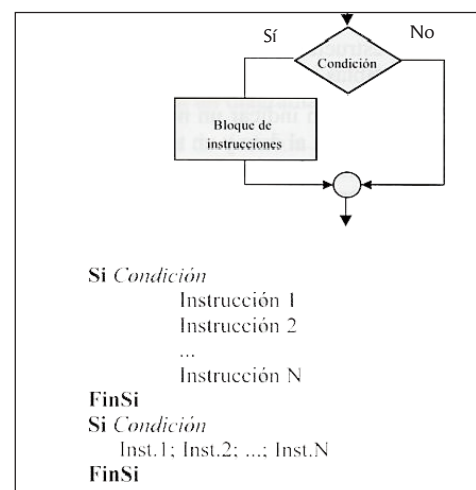 Sí
No
Condición
Bloque de
instrucciones
Si Condición
Instrucción 1
Instrucción 2
...
Instrucción N
FinSi
Si Condición
Inst.1; Inst.2; ...; Inst.N
FinSi